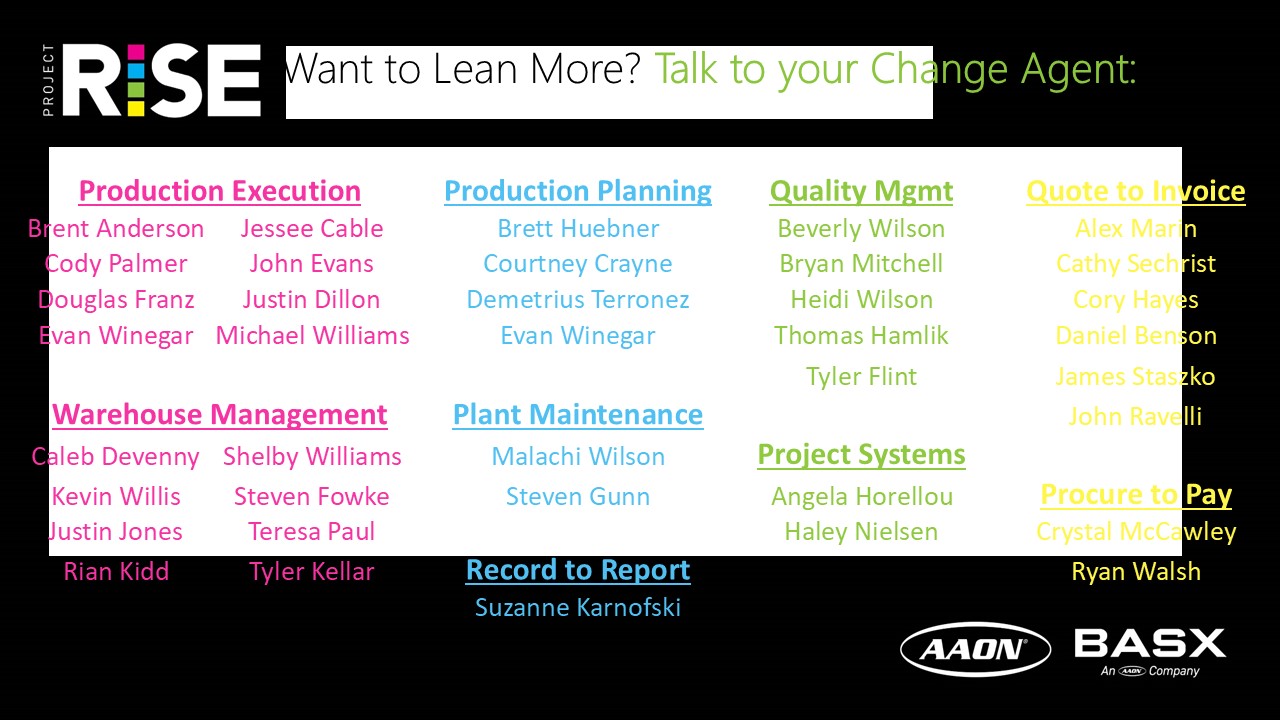 PROJECT
RISE
Want to Lean More? Talk to your Change Agent:
Production Execution
Brent Anderson Jessee Cable
Cody Palmer John Evans
Douglas Franz Justin Dillon
Evan Winegar Michael Williams
Warehouse Management
Caleb Devenny Shelby Williams
Kevin Willis Steven Fowke
Justin Jones Teresa Paul
Rian Kidd Tyler Kellar
Production Planning
Brett Huebner
Courtney Crayne
Demetrius Terronez
Evan Winegar
Plant Maintenance
Malachi Wilson
Steven Gunn
Record to Report
Suzanne Karnofski
Quality Mgmt
Beverly Wilson
Bryan Mitchell
Heidi Wilson
Thomas Hamlik
Tyler Flint
Project Systems
Angela Horellou
Haley Nielsen
Quote to Invoice
Alex Marin
Cathy Sechrist
Cory Hayes
Daniel Benson
James Staszko
John Ravelli
Procure to Pay
Crystal McCawley
Ryan Walsh
AAON®
BASX
An AAON Company